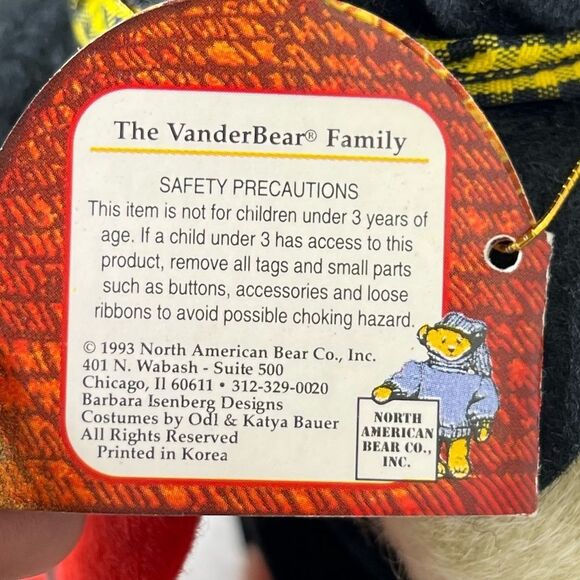 The VanderBear® Family
SAFETY PRECAUTIONS
This item is not for children under 3 years of
age. If a child under 3 has access to this
product, remove all tags and small parts
such as buttons, accessories and loose
ribbons to avoid possible choking hazard.
© 1993 North American Bear Co., Inc.
401 N. Wabash - Suite 500
Chicago, Il 60611 • 312-329-0020
Barbara Isenberg Designs
Costumes by Odl & Katya Bauer
All Rights Reserved
Printed in Korea
NORTH
AMERICAN
BEAR CO.,
INC.